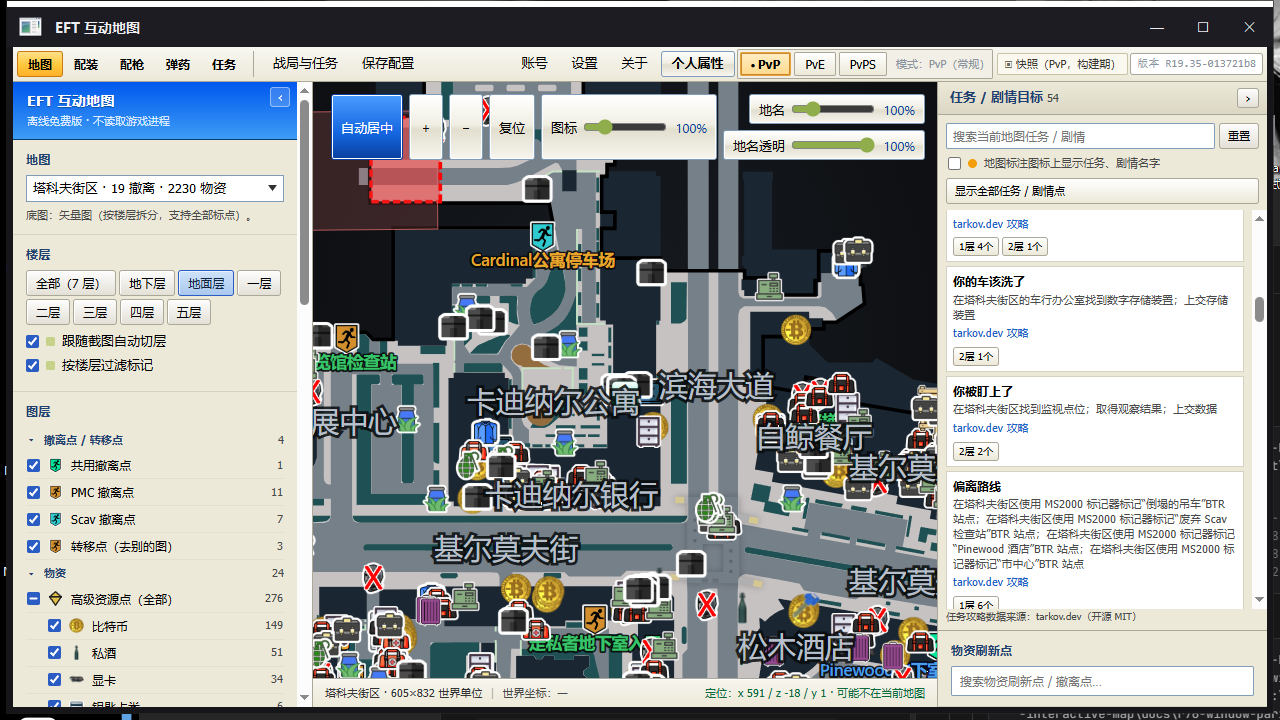 EFT 互动地图
地图 配装 配枪 弹药 任务 战局与任务 保存配置 账号 设置 关于 个人属性 • PvP PvE PvPS 模式：PvP（常规） 快照（PvP，构建期） 版本 R19.35-013721b8
EFT 互动地图
离线免费版 · 不读取游戏进程
地图
塔科夫街区 · 19 撤离 · 2230 物资
底图：矢量图（按楼层拆分，支持全部标点）。
楼层
全部（7 层） 地下层 地面层 一层
二层 三层 四层 五层
跟随截图自动切层
按楼层过滤标记
图层
撤离点 / 转移点 4
共用撤离点 1
PMC 撤离点 11
Scav 撤离点 7
转移点（去别的图） 3
物资 24
高级资源点（全部） 276
比特币 149
私酒 51
显卡 34
自动居中 + − 复位 图标 100%
地名 100%
地名透明 100%
Cardinal公寓停车场
览馆检查站
展中心
卡迪纳尔公寓
滨海大道
白鲸餐厅
基尔莫
卡迪纳尔银行
基尔莫夫街
基尔莫
走私者地下室入
松木酒店
Pinewood
下室
塔科夫街区 · 605×832 世界单位 | 世界坐标：—
定位：x 591 / z -18 / y 1 · 可能不在当前地图
任务 / 剧情目标 54
搜索当前地图任务 / 剧情 重置
地图标注图标上显示任务、剧情名字
显示全部任务 / 剧情点
tarkov.dev 攻略
1层 4个 2层 1个
你的车该洗了
在塔科夫街区的车行办公室找到数字存储装置；上交存储
装置
tarkov.dev 攻略
2层 1个
你被盯上了
在塔科夫街区找到监视点位；取得观察结果；上交数据
tarkov.dev 攻略
2层 2个
偏离路线
在塔科夫街区使用 MS2000 标记器标记“倒塌的吊车”BTR
站点；在塔科夫街区使用 MS2000 标记器标记“废弃 Scav
检查站”BTR 站点；在塔科夫街区使用 MS2000 标记器标记
“Pinewood 酒店”BTR 站点；在塔科夫街区使用 MS2000 标
记器标记“市中心”BTR 站点
tarkov.dev 攻略
1层 6个
任务攻略数据来源：tarkov.dev（开源 MIT）
物资刷新点
搜索物资刷新点 / 撤离点…